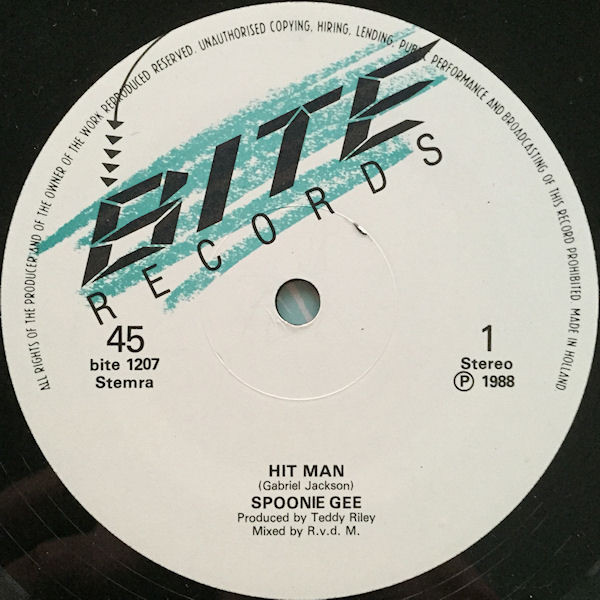 ALL RIGHTS OF THE PRODUCER AND OF THE OWNER OF THE WORK REPRODUCED RESERVED. UNAUTHORISED COPYING, HIRING, LENDING, PUBLIC PERFORMANCE AND BROADCASTING OF THIS RECORD PROHIBITED MADE IN HOLLAND
BITE
RECORDS
45
bite 1207
Stemra
1
Stereo
Ⓟ 1988
HIT MAN
(Gabriel Jackson)
SPOONIE GEE
Produced by Teddy Riley
Mixed by R.v.d. M.